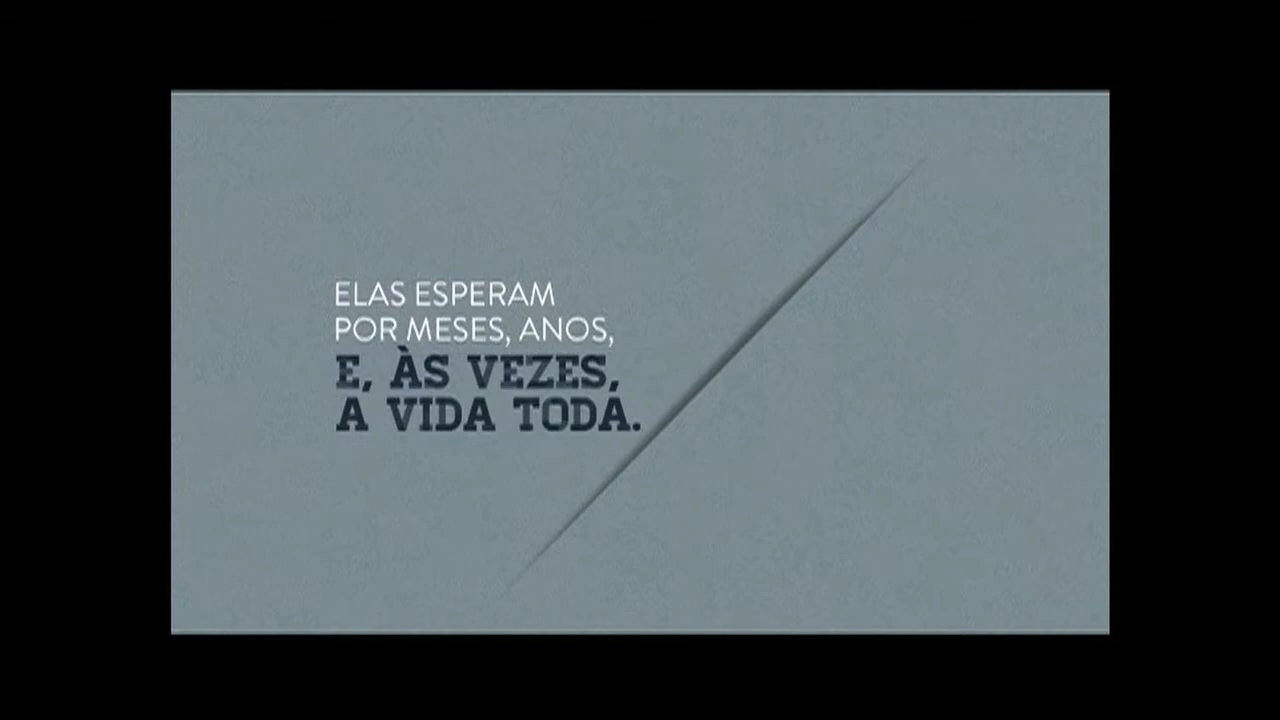 ELAS ESPERAM
POR MESES, ANOS,
E, ÀS VEZES,
A VIDA TODA.